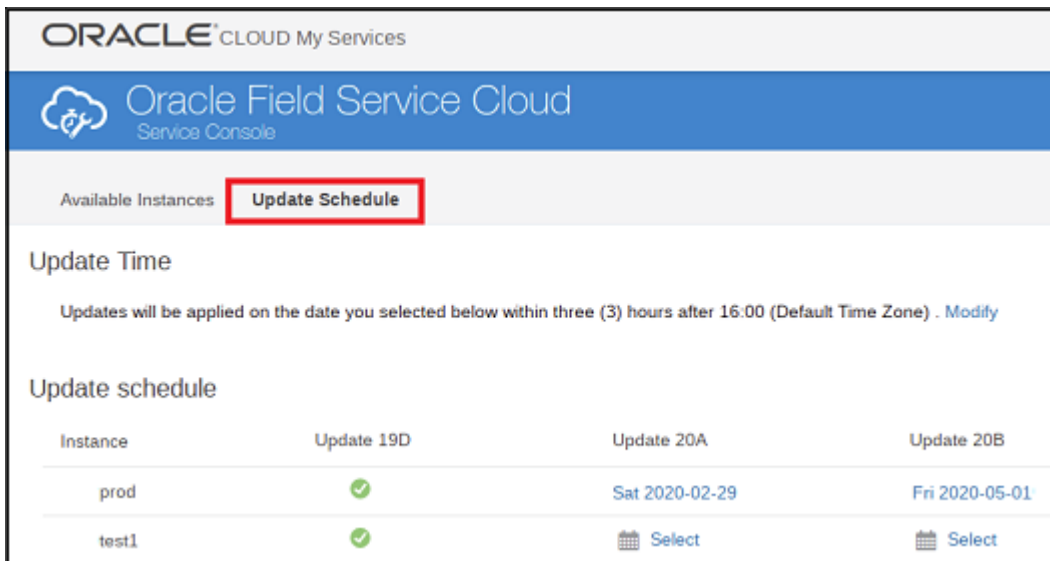 ORACLE CLOUD My Services
Oracle Field Service Cloud
Service Console
Available Instances Update Schedule
Update Time
Updates will be applied on the date you selected below within three (3) hours after 16:00 (Default Time Zone) . Modify
Update schedule
Instance Update 19D Update 20A Update 20B
prod Sat 2020-02-29 Fri 2020-05-01
test1 Select Select